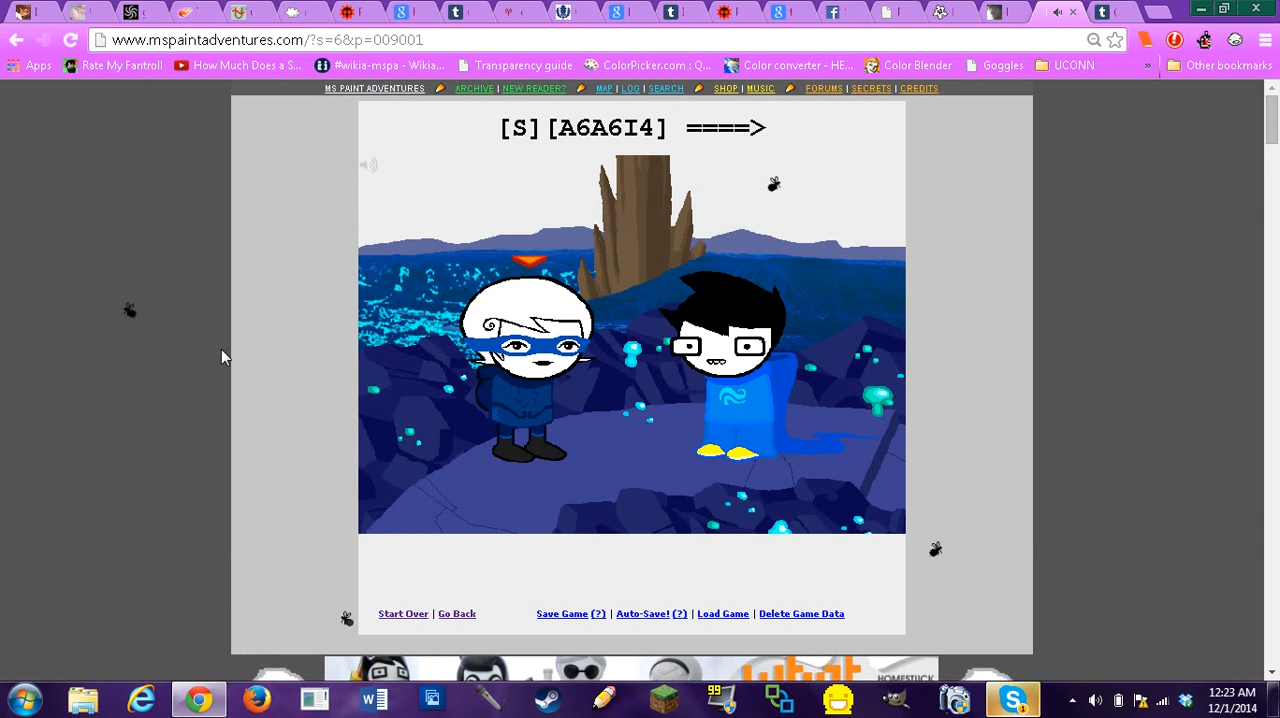 www.mspaintadventures.com/?s=6&p=009001
Apps Rate My Fantroll How Much Does a S... #wikia-mspa - Wikia... Transparency guide ColorPicker.com : Q... Color converter - HE... Color Blender Goggles UCONN » Other bookmarks
MS PAINT ADVENTURES ARCHIVE | NEW READER? MAP | LOG | SEARCH SHOP | MUSIC FORUMS | SECRETS | CREDITS
[S][A6A6I4] ====>
Start Over | Go Back Save Game (?) | Auto-Save! (?) | Load Game | Delete Game Data
HOMESTUCK
99
12:23 AM
12/1/2014